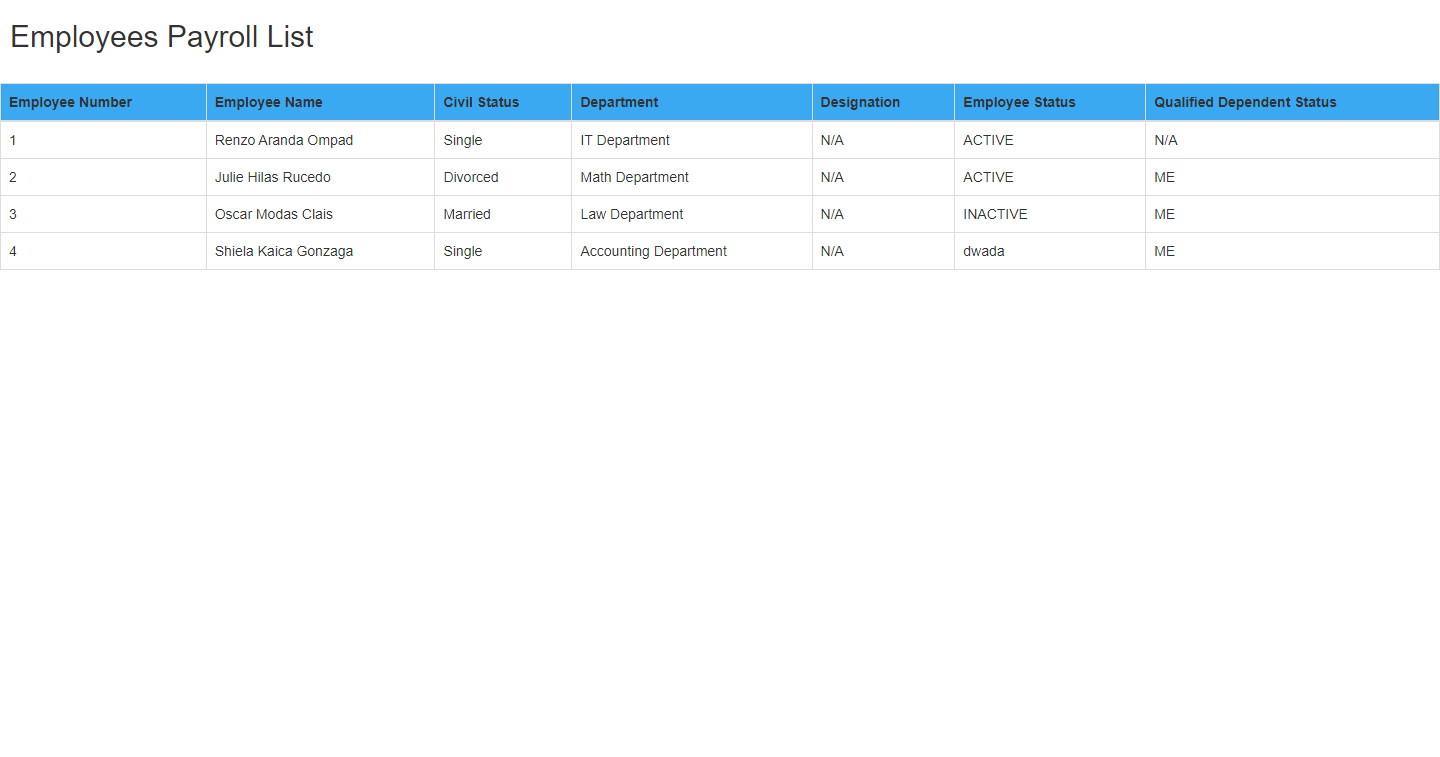 Employees Payroll List
Employee Number Employee Name Civil Status Department Designation Employee Status Qualified Dependent Status
1 Renzo Aranda Ompad Single IT Department N/A ACTIVE N/A
2 Julie Hilas Rucedo Divorced Math Department N/A ACTIVE ME
3 Oscar Modas Clais Married Law Department N/A INACTIVE ME
4 Shiela Kaica Gonzaga Single Accounting Department N/A dwada ME